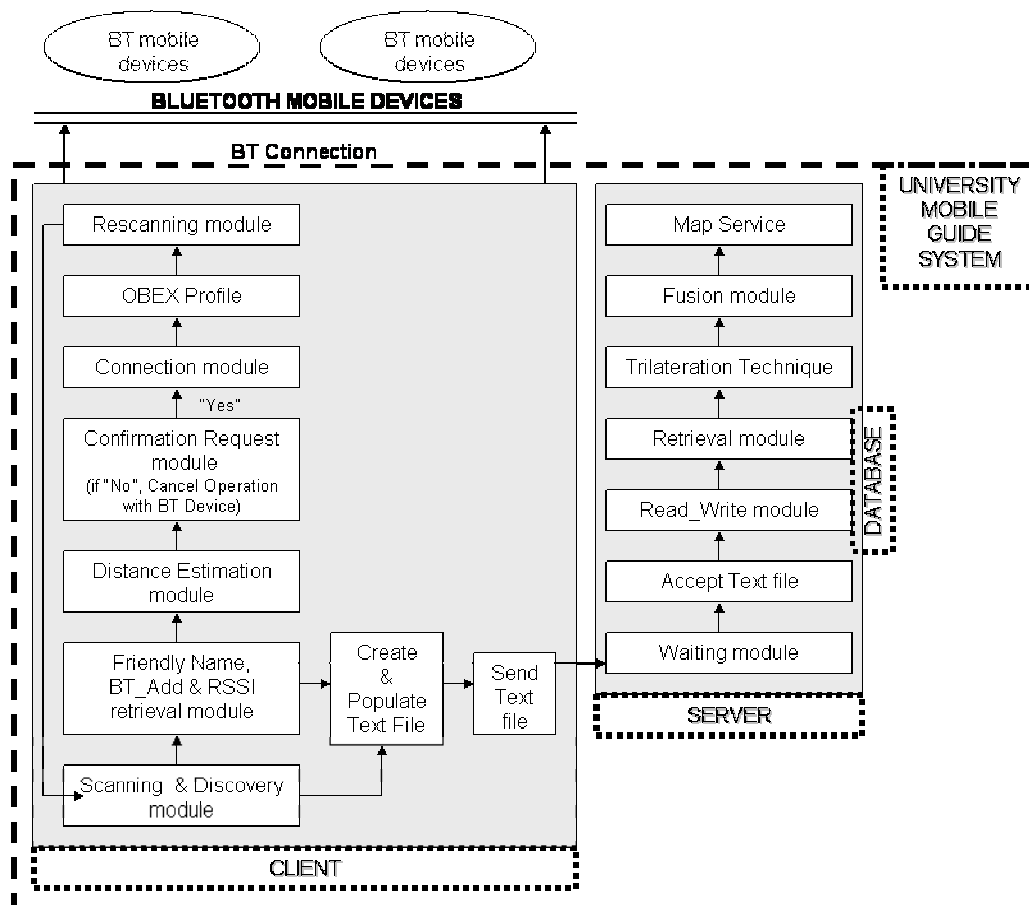 BT mobile
devices
BT mobile
devices
BLUETOOTH MOBILE DEVICES
BT Connection
UNIVERSITY
MOBILE
GUIDE
SYSTEM
Rescanning module
OBEX Profile
Connection module
"Yes"
Confirmation Request
module
(if "No", Cancel Operation
with BT Device)
Distance Estimation
module
Friendly Name,
BT_Add & RSSI
retrieval module
Scanning & Discovery
module
Create
&
Populate
Text File
Send
Text
file
CLIENT
Map Service
Fusion module
Trilateration Technique
Retrieval module
Read_Write module
Accept Text file
Waiting module
DATABASE
SERVER